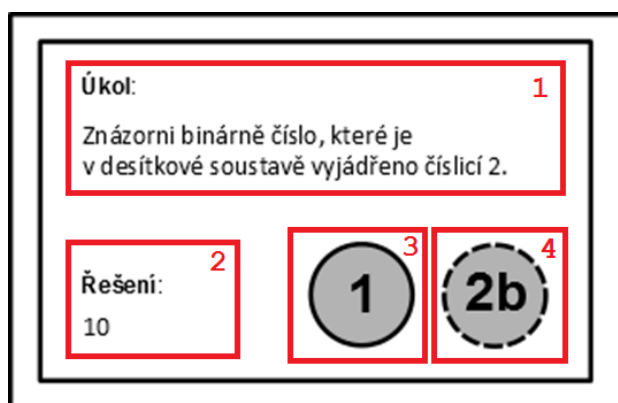 Úkol: 1
Znázorni binárně číslo, které je
v desítkové soustavě vyjádřeno číslicí 2.
2
Řešení:
10
3
1
4
2b